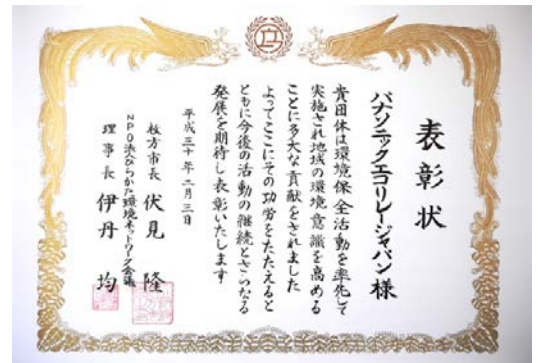 表彰状
パナソニックエコリレージャパン様
貴団体は環境保全活動を率先して
実施され地域の環境意識を高める
ことに多大な貢献をされました
よってここにその功労をたたえると
ともに今後の活動の継続とさらなる
発展を期待し表彰いたします
平成三十年二月三日
枚方市長 伏見 隆
NPO法人ひらかた環境ネットワーク会議
理事長 伊丹 均